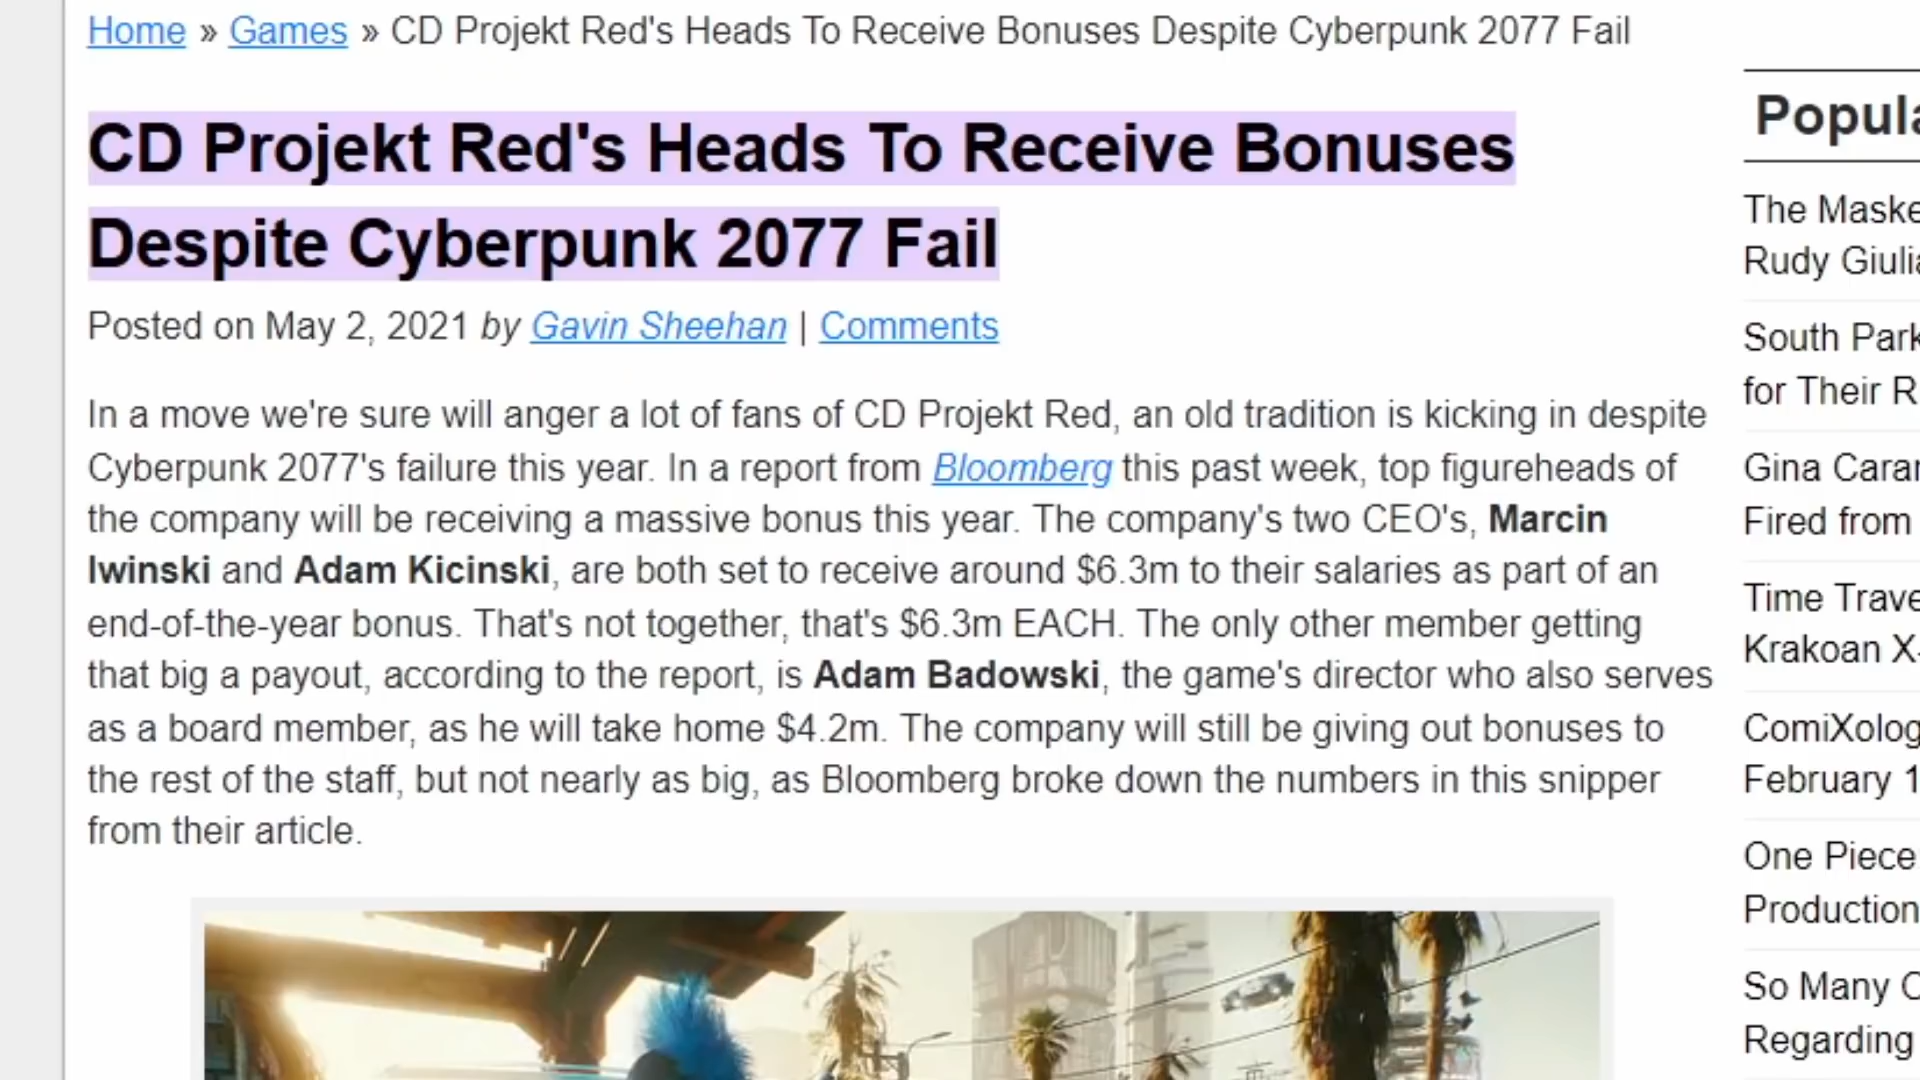 Home » Games » CD Projekt Red's Heads To Receive Bonuses Despite Cyberpunk 2077 Fail
CD Projekt Red's Heads To Receive Bonuses
Despite Cyberpunk 2077 Fail
Posted on May 2, 2021 by Gavin Sheehan | Comments
In a move we're sure will anger a lot of fans of CD Projekt Red, an old tradition is kicking in despite
Cyberpunk 2077's failure this year. In a report from Bloomberg this past week, top figureheads of
the company will be receiving a massive bonus this year. The company's two CEO's, Marcin
Iwinski and Adam Kicinski, are both set to receive around $6.3m to their salaries as part of an
end-of-the-year bonus. That's not together, that's $6.3m EACH. The only other member getting
that big a payout, according to the report, is Adam Badowski, the game's director who also serves
as a board member, as he will take home $4.2m. The company will still be giving out bonuses to
the rest of the staff, but not nearly as big, as Bloomberg broke down the numbers in this snipper
from their article.
Popula
The Maske
Rudy Giulia
South Park
for Their R
Gina Caran
Fired from
Time Trave
Krakoan X-
ComiXolog
February 1
One Piece
Production
So Many C
Regarding